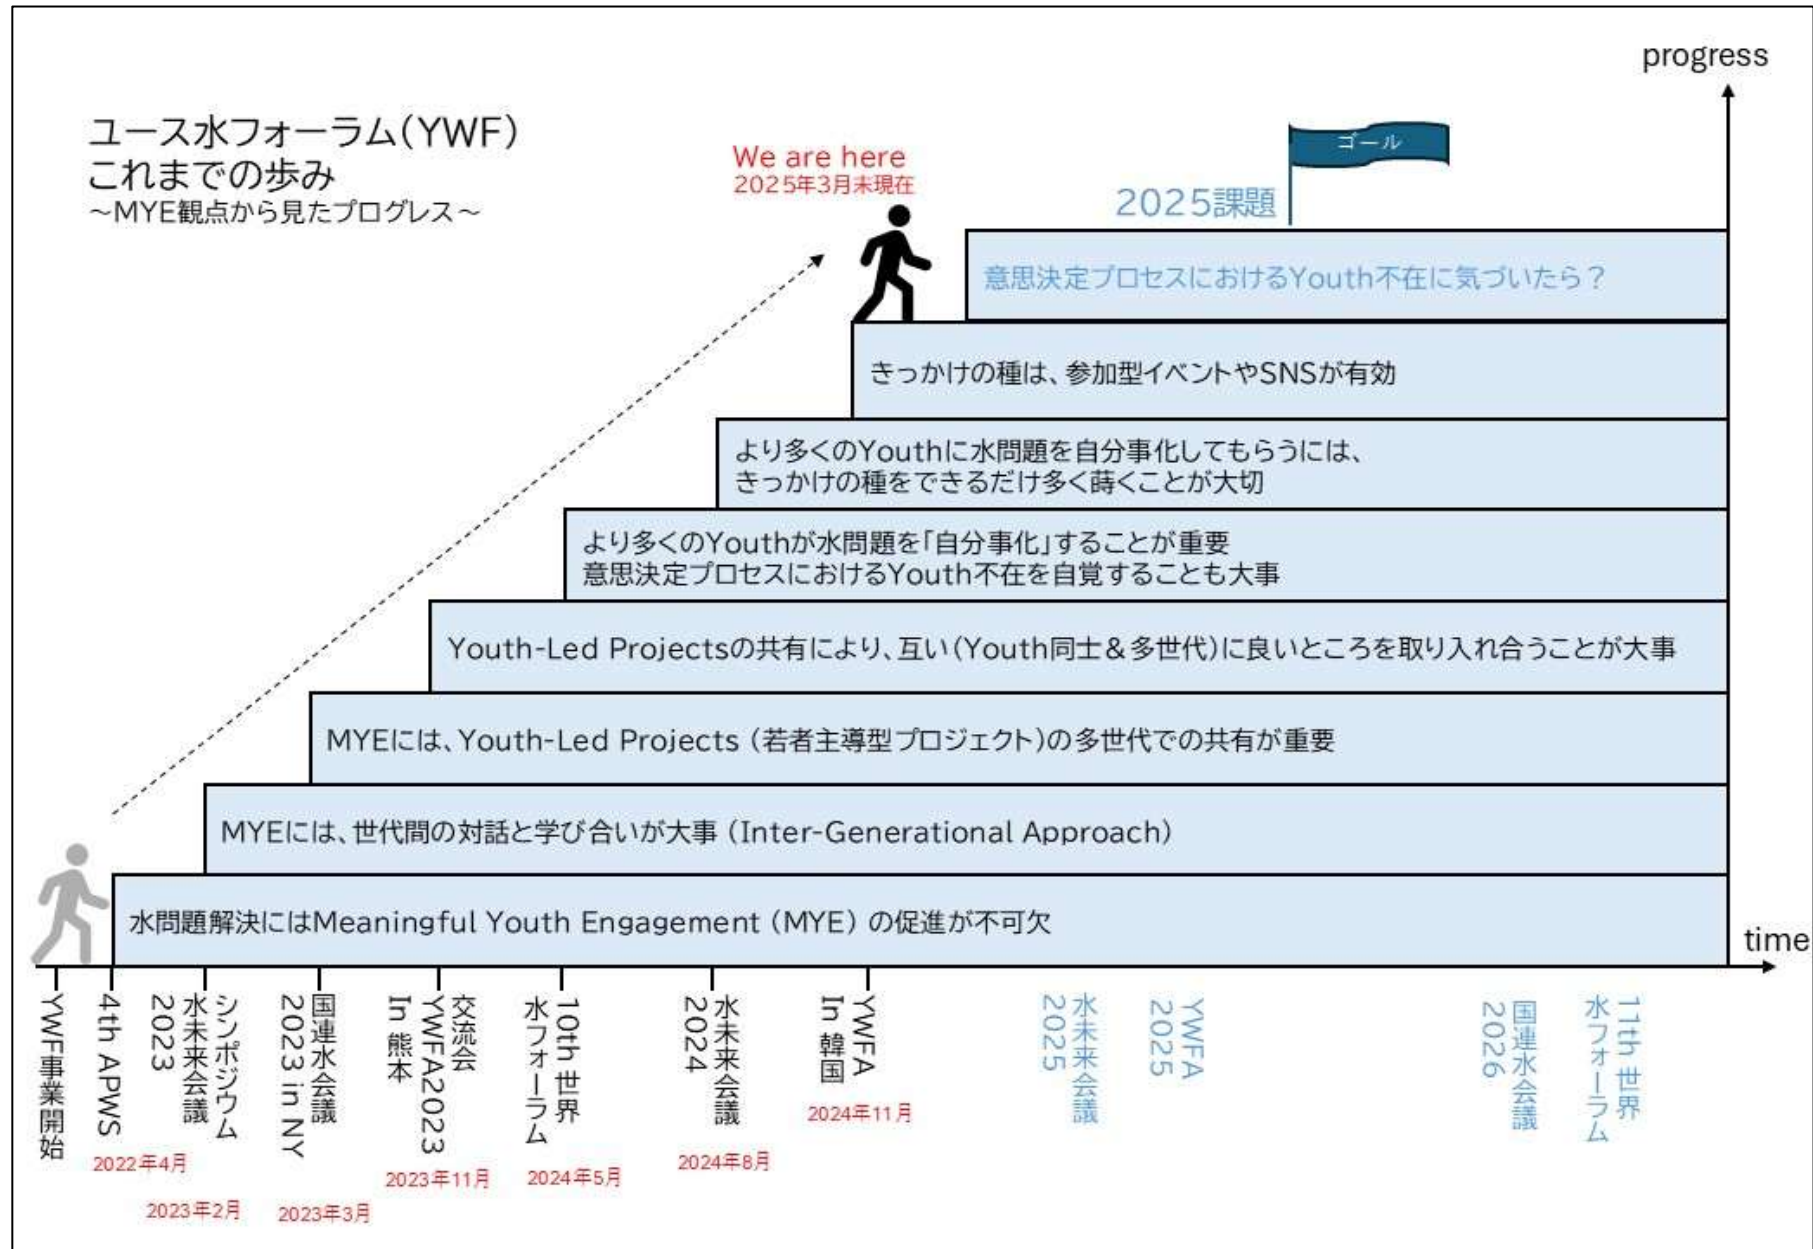 progress
ユース水フォーラム(YWF)
これまでの歩み
～MYE観点から見たプログレス～
We are here
2025年3月末現在
ゴール
2025課題
意思決定プロセスにおけるYouth不在に気づいたら？
きっかけの種は、参加型イベントやSNSが有効
より多くのYouthに水問題を自分事化してもらうには、
きっかけの種をできるだけ多く蒔くことが大切
より多くのYouthが水問題を「自分事化」することが重要
意思決定プロセスにおけるYouth不在を自覚することも大事
Youth-Led Projectsの共有により、互い(Youth同士＆多世代)に良いところを取り入れ合うことが大事
MYEには、Youth-Led Projects (若者主導型プロジェクト)の多世代での共有が重要
MYEには、世代間の対話と学び合いが大事 (Inter-Generational Approach)
水問題解決にはMeaningful Youth Engagement (MYE) の促進が不可欠
time
YWF事業開始
4th APWS
2022年4月
シンポジウム
水未来会議
2023
2023年2月
国連水会議
2023 in NY
2023年3月
交流会
YWFA2023
In 熊本
2023年11月
10th 世界
水フォーラム
2024年5月
水未来会議
2024
2024年8月
YWFA
In 韓国
2024年11月
水未来会議
2025
YWFA
2025
国連水会議
2026
11th 世界
水フォーラム